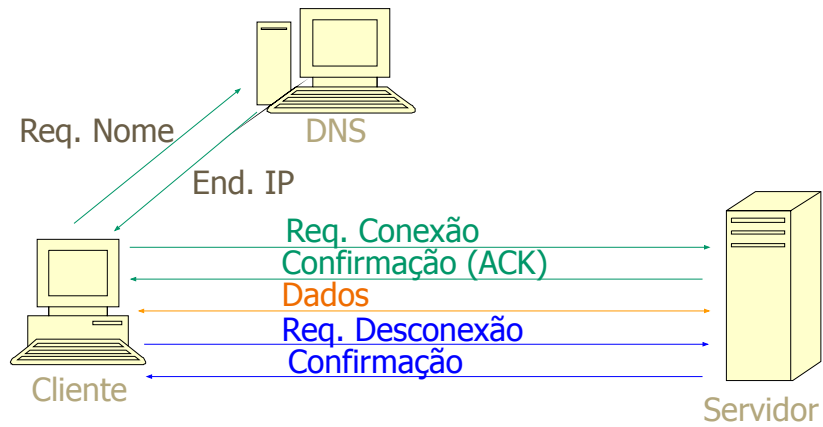 Req. Nome
DNS
End. IP
Req. Conexão
Confirmação (ACK)
Dados
Req. Desconexão
Confirmação
Cliente
Servidor